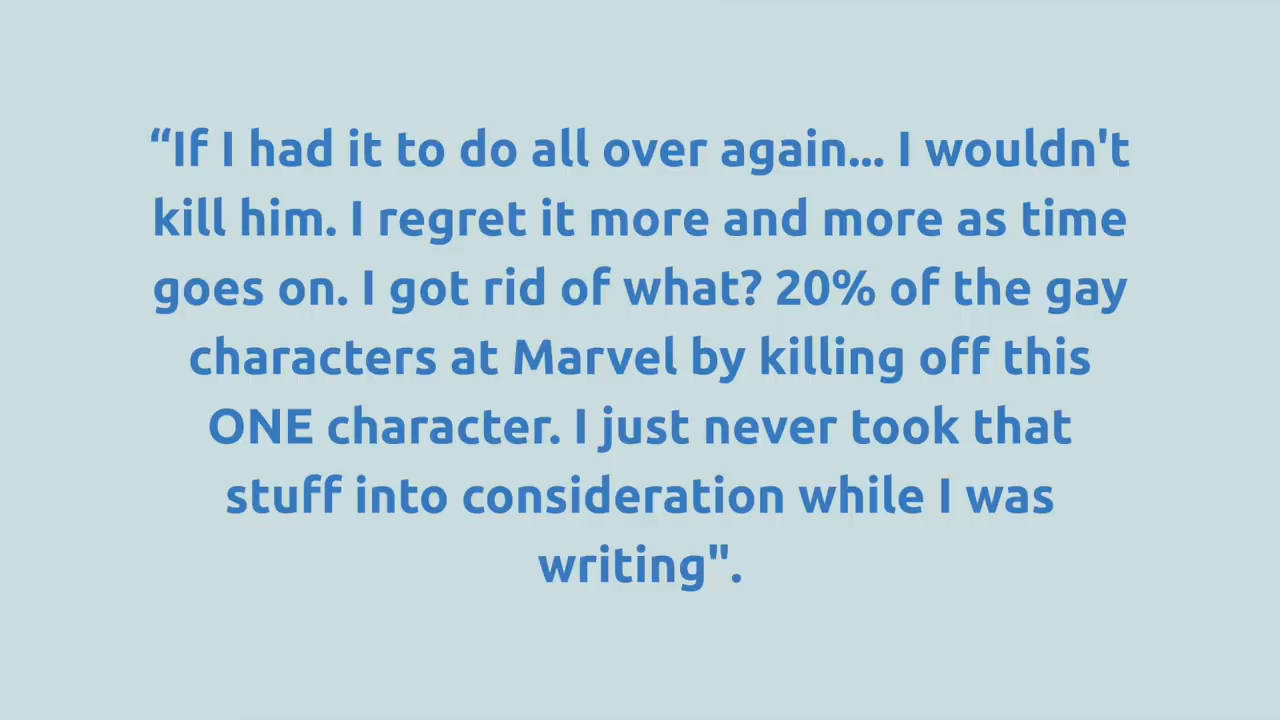 “If I had it to do all over again... I wouldn't
kill him. I regret it more and more as time
goes on. I got rid of what? 20% of the gay
characters at Marvel by killing off this
ONE character. I just never took that
stuff into consideration while I was
writing".